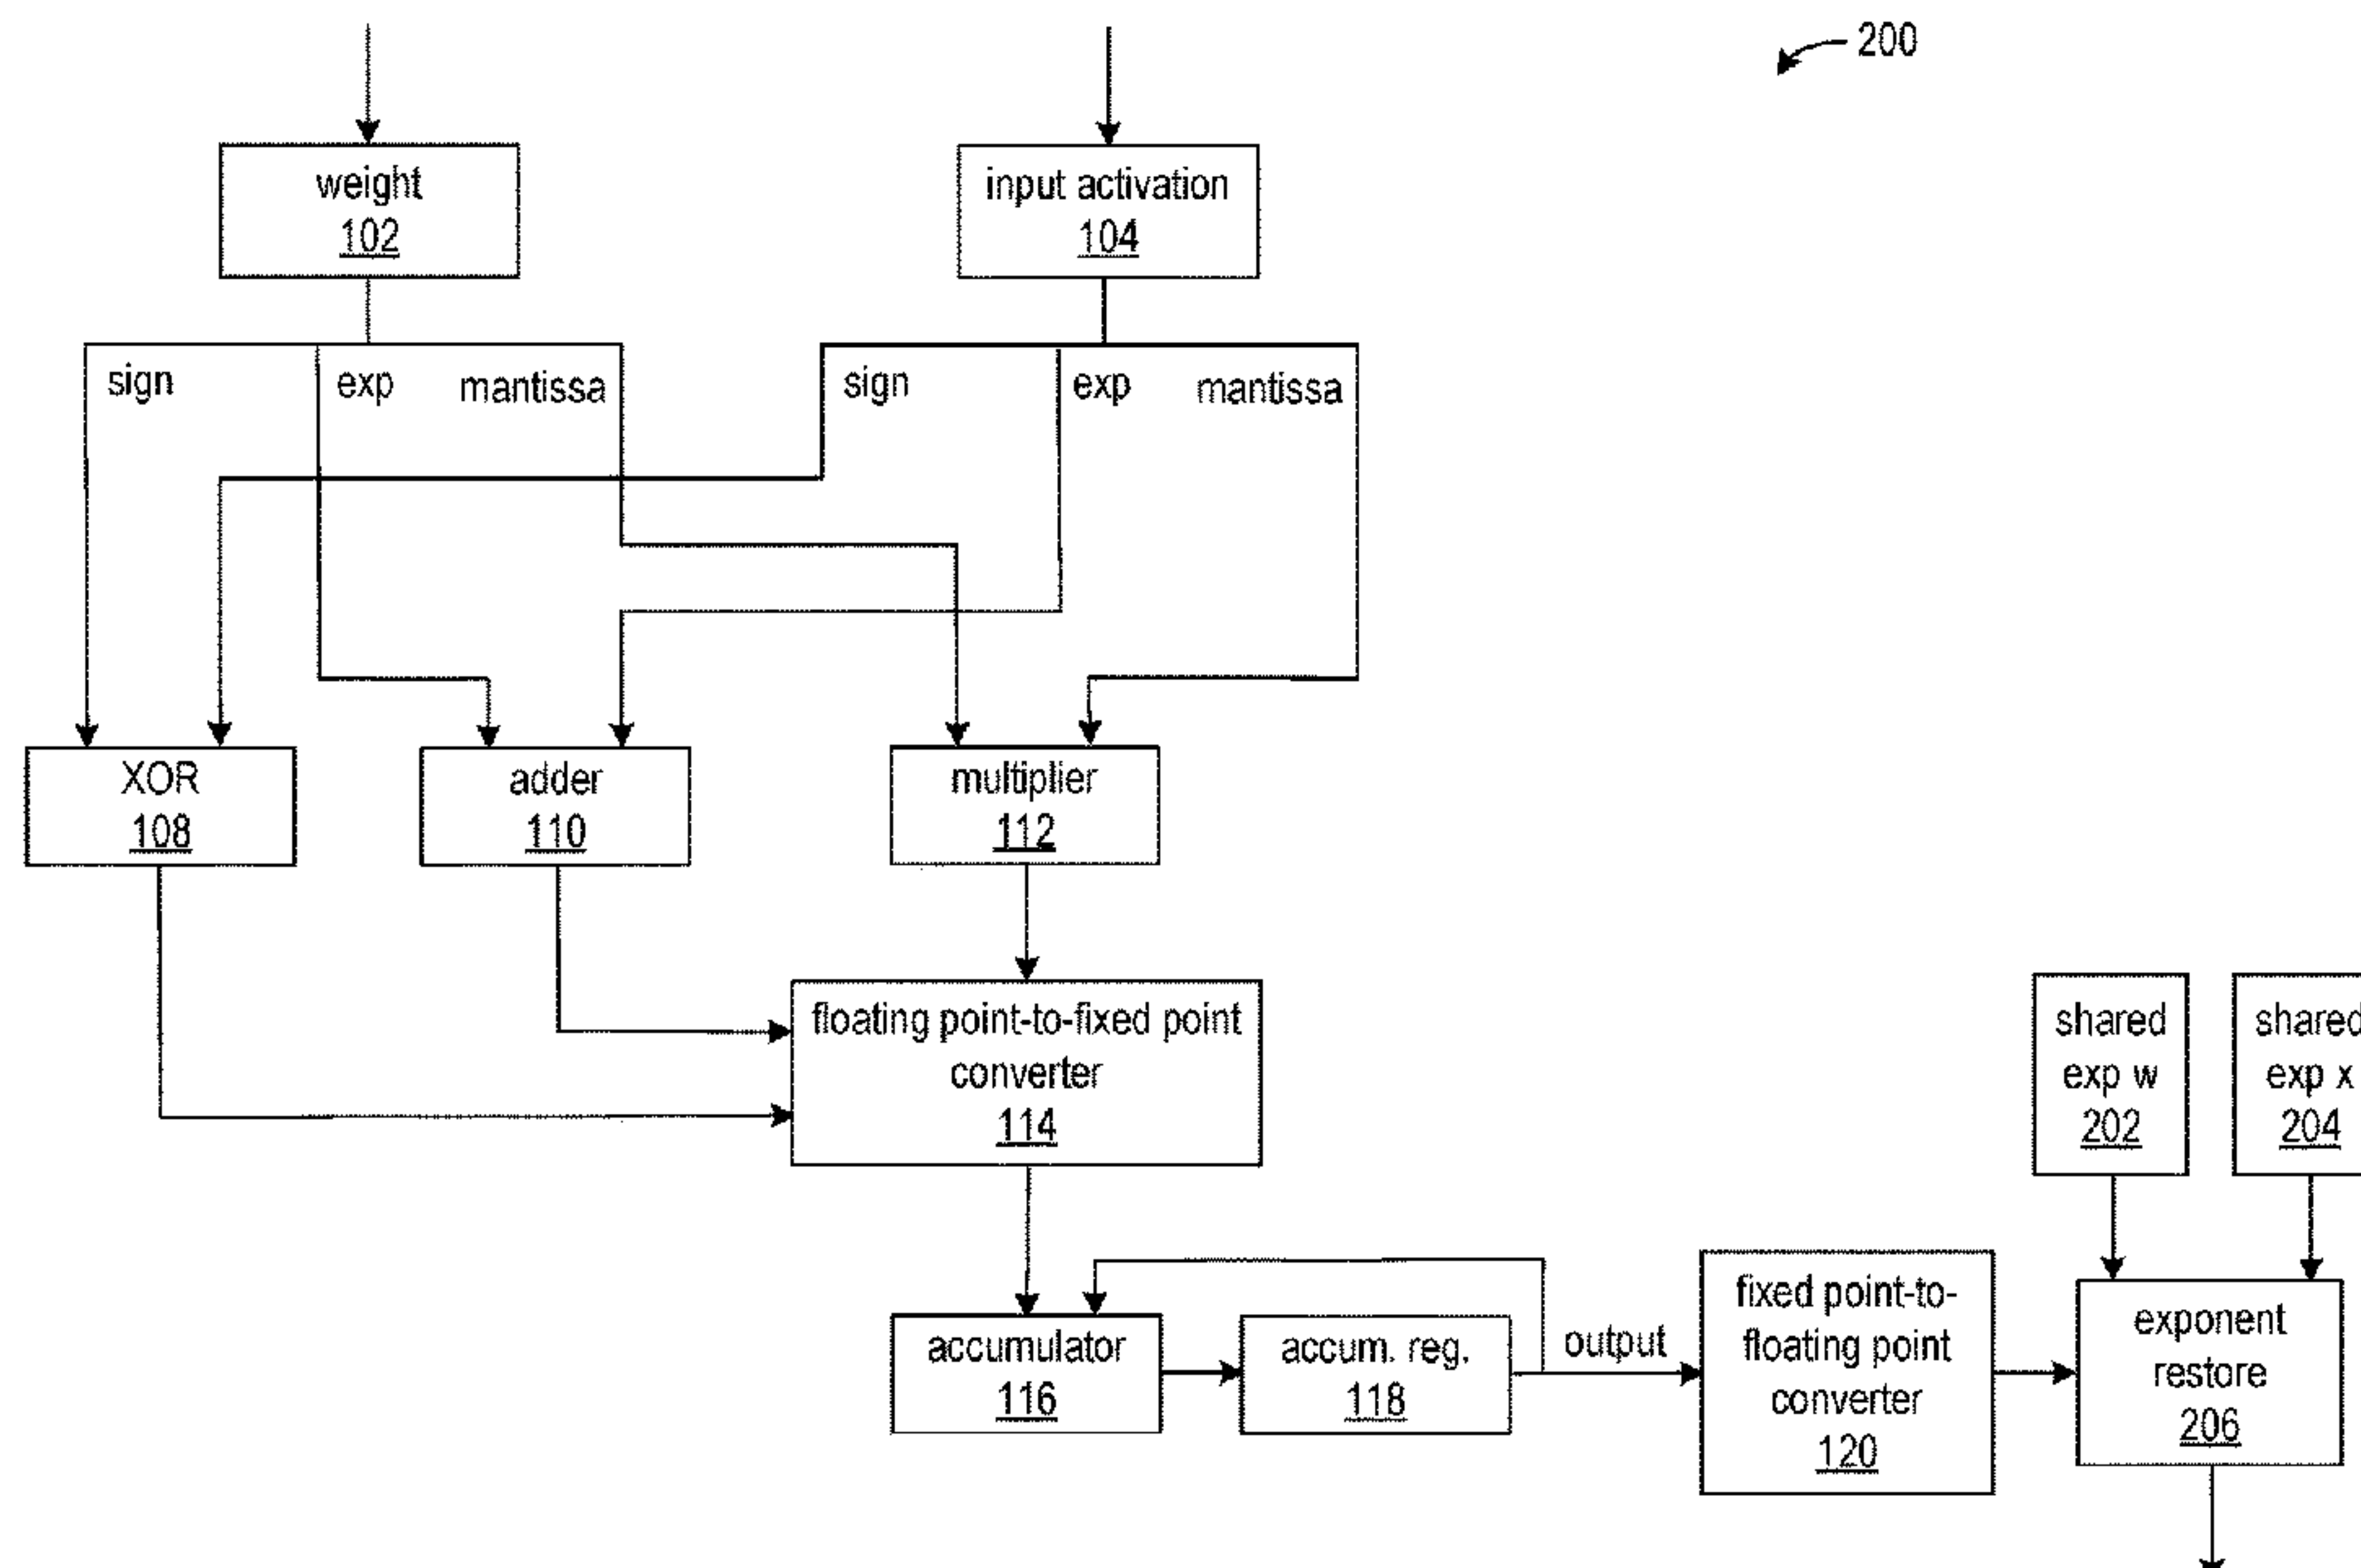 200
weight
102
input activation
104
sign
exp
mantissa
sign
exp
mantissa
XOR
108
adder
110
multiplier
112
floating point-to-fixed point
converter
114
shared
exp w
202
shared
exp x
204
accumulator
116
accum. reg.
118
output
fixed point-to-
floating point
converter
120
exponent
restore
206